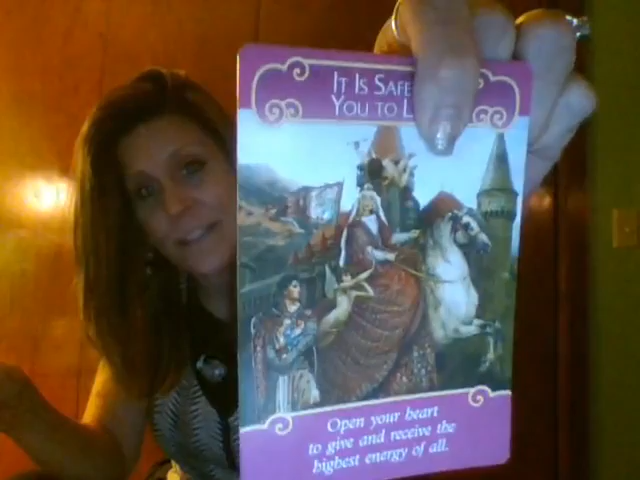 It Is Safe
You to
Open your heart
to give and receive the
highest energy of all.